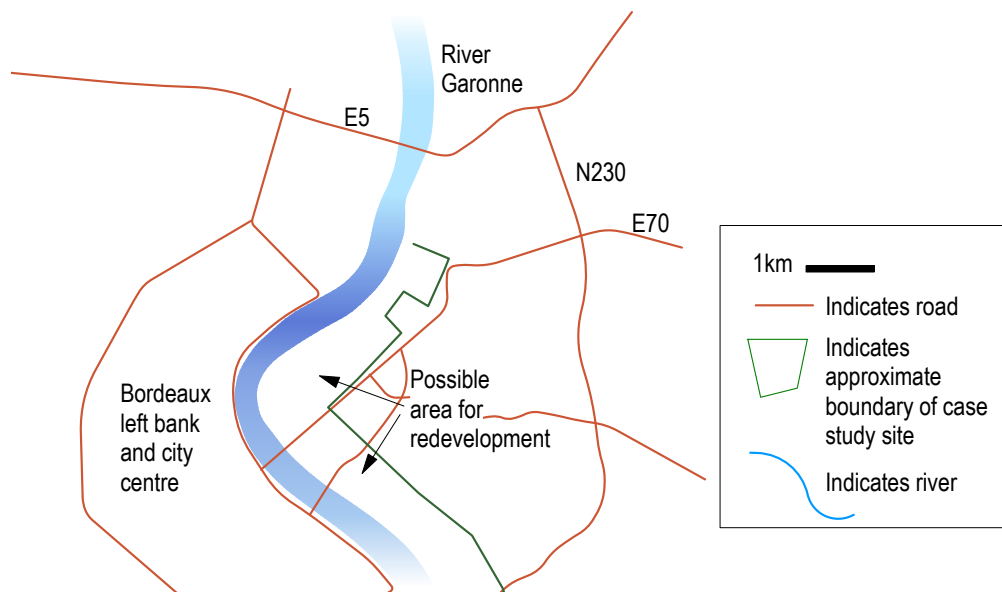 River
Garonne
E5
N230
E70
Bordeaux
left bank
and city
centre
Possible
area for
redevelopment
1km
Indicates road
Indicates
approximate
boundary of case
study site
Indicates river